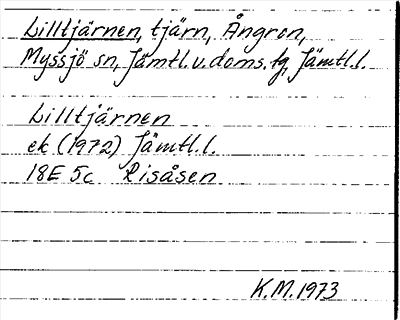 Lilltjärnen, tjärn, Ångron,
Myssjö sn, Jämtl.v.doms.tg, Jämtl.l.
Lilltjärnen
ek (1972) Jämtl.l.
18E 5c Risåsen
K.M. 1973